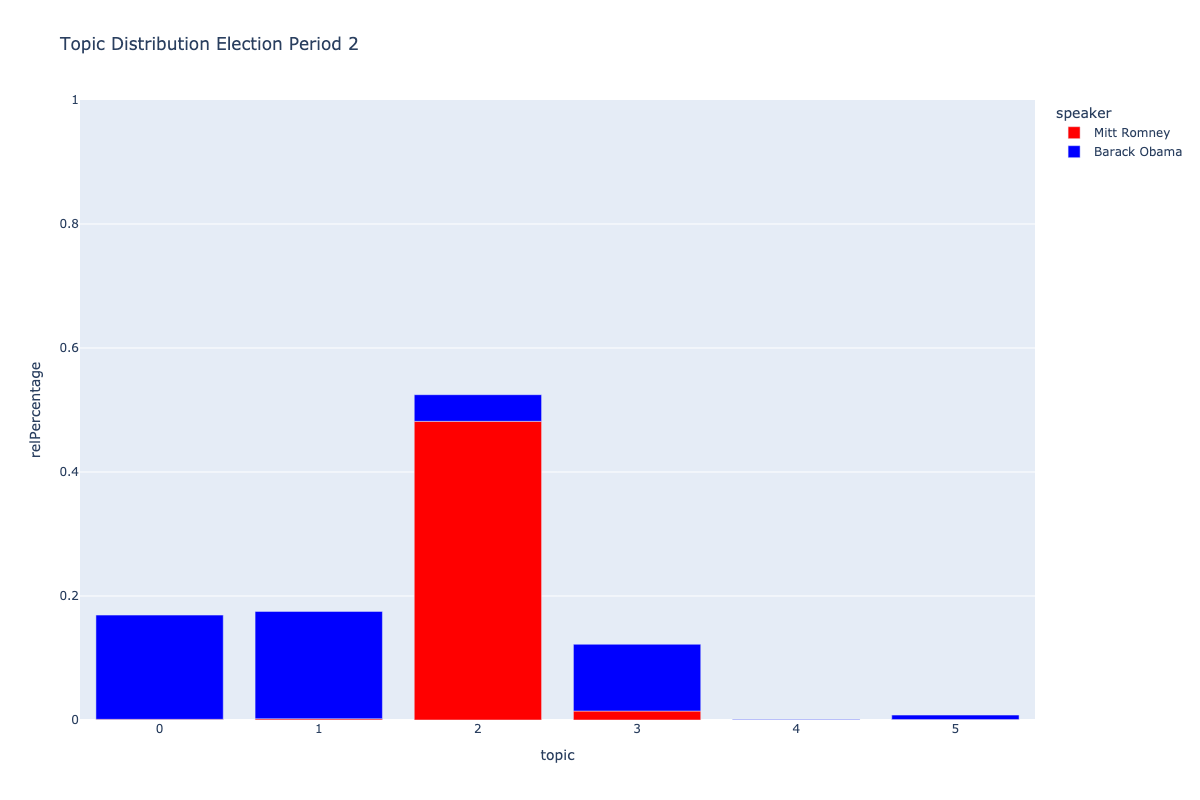 Topic Distribution Election Period 2
speaker
Mitt Romney
Barack Obama
relPercentage
1
0.8
0.6
0.4
0.2
0
0 1 2 3 4 5
topic